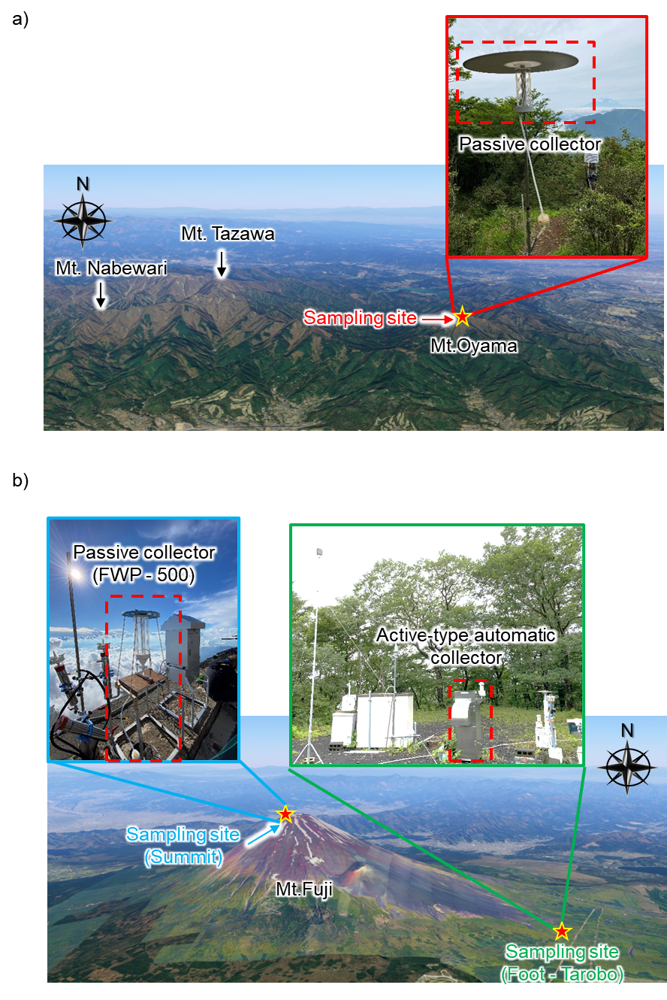 a)
Passive collector
N
Mt. Tazawa
Mt. Nabewari
Sampling site
Mt.Oyama
b)
Passive collector
(FWP - 500)
Active-type automatic
collector
N
Sampling site
(Summit)
Mt.Fuji
Sampling site
(Foot - Tarobo)